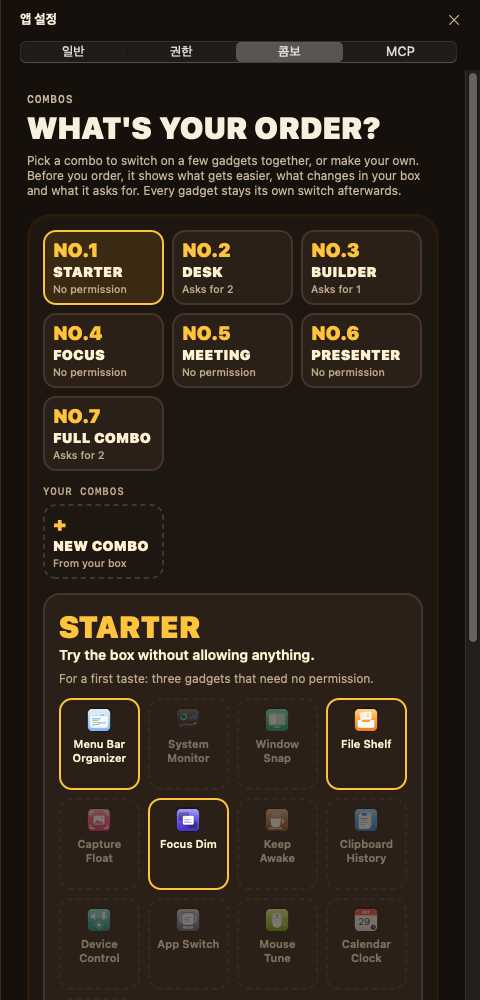 앱 설정
일반
권한
콤보
MCP
COMBOS
WHAT'S YOUR ORDER?
Pick a combo to switch on a few gadgets together, or make your own.
Before you order, it shows what gets easier, what changes in your box
and what it asks for. Every gadget stays its own switch afterwards.
NO.1
STARTER
No permission
NO.2
DESK
Asks for 2
NO.3
BUILDER
Asks for 1
NO.4
FOCUS
No permission
NO.5
MEETING
No permission
NO.6
PRESENTER
No permission
NO.7
FULL COMBO
Asks for 2
YOUR COMBOS
+
NEW COMBO
From your box
STARTER
Try the box without allowing anything.
For a first taste: three gadgets that need no permission.
Menu Bar
Organizer
System
Monitor
Window
Snap
File Shelf
Capture
Float
Focus Dim
Keep
Awake
Clipboard
History
Device
Control
App Switch
Mouse
Tune
29
Calendar
Clock